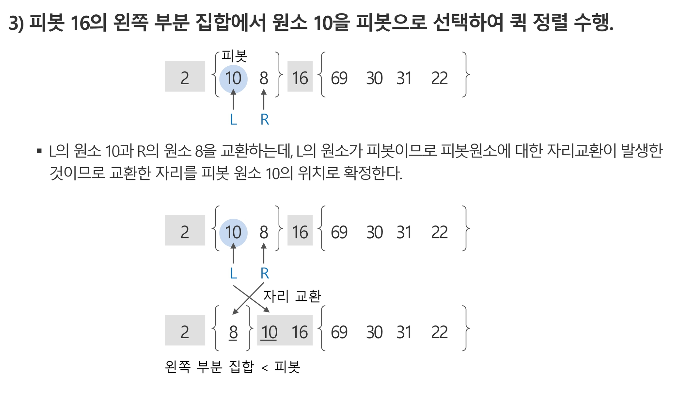 3) 피봇 16의 왼쪽 부분 집합에서 원소 10을 피봇으로 선택하여 퀵 정렬 수행.
피봇
2 { 10 8 } 16 { 69 30 31 22 }
L R
▪ L의 원소 10과 R의 원소 8을 교환하는데, L의 원소가 피봇이므로 피봇원소에 대한 자리교환이 발생한
것이므로 교환한 자리를 피봇 원소 10의 위치로 확정한다.
2 { 10 8 } 16 { 69 30 31 22 }
L R
자리 교환
2 { 8 } 10 16 { 69 30 31 22 }
왼쪽 부분 집합 < 피봇